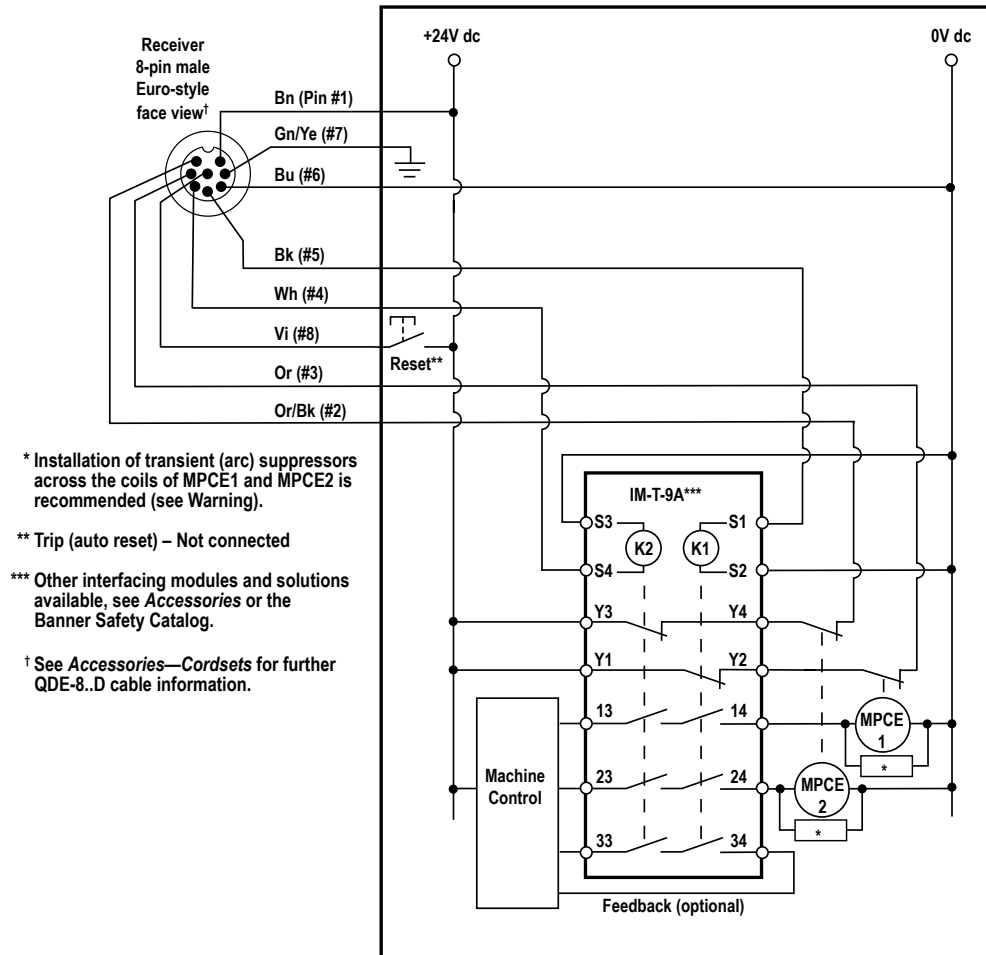 +24V dc
0V dc
Receiver
8-pin male
Euro-style
face view†
Bn (Pin #1)
Gn/Ye (#7)
Bu (#6)
Bk (#5)
Wh (#4)
Vi (#8)
Reset**
Or (#3)
Or/Bk (#2)
* Installation of transient (arc) suppressors
across the coils of MPCE1 and MPCE2 is
recommended (see Warning).
** Trip (auto reset) – Not connected
*** Other interfacing modules and solutions
available, see Accessories or the
Banner Safety Catalog.
† See Accessories—Cordsets for further
QDE-8..D cable information.
IM-T-9A***
S3
S1
K2
K1
S4
S2
Y3
Y4
Y1
Y2
13
14
MPCE
1
*
Machine
Control
23
24
MPCE
2
*
33
34
Feedback (optional)